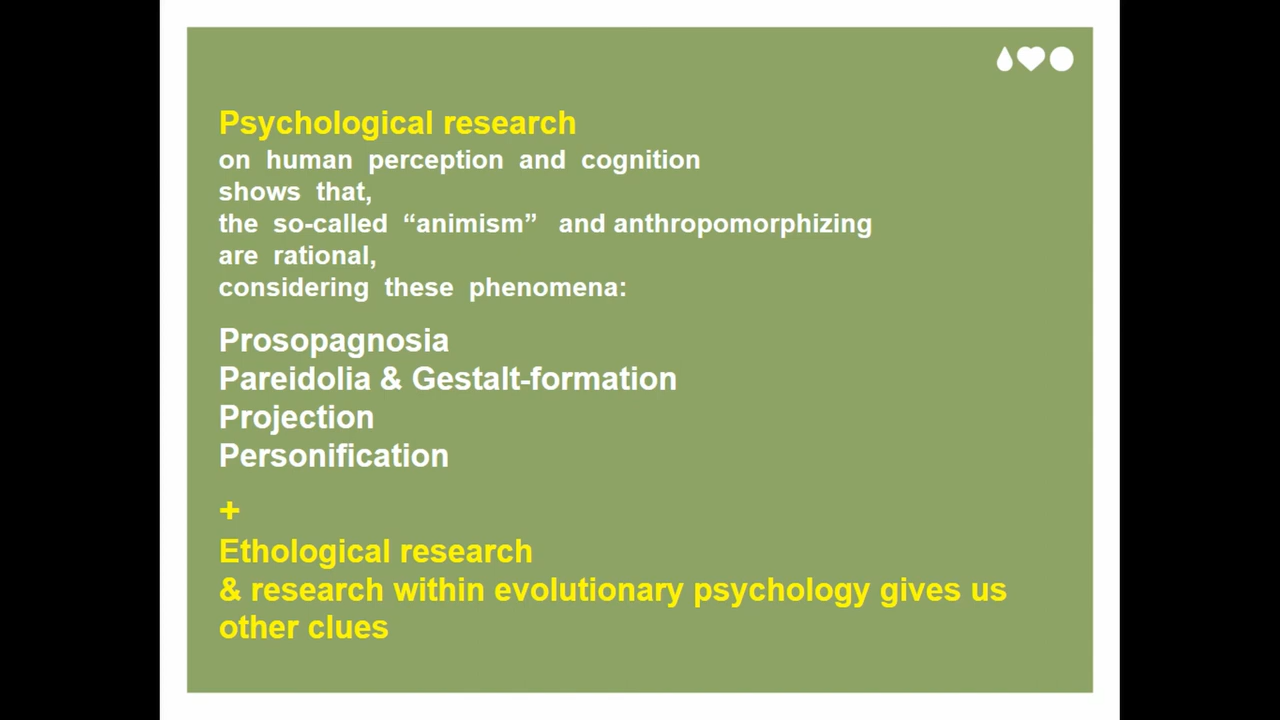 Psychological research
on human perception and cognition
shows that,
the so-called “animism” and anthropomorphizing
are rational,
considering these phenomena:
Prosopagnosia
Pareidolia & Gestalt-formation
Projection
Personification
+
Ethological research
& research within evolutionary psychology gives us
other clues